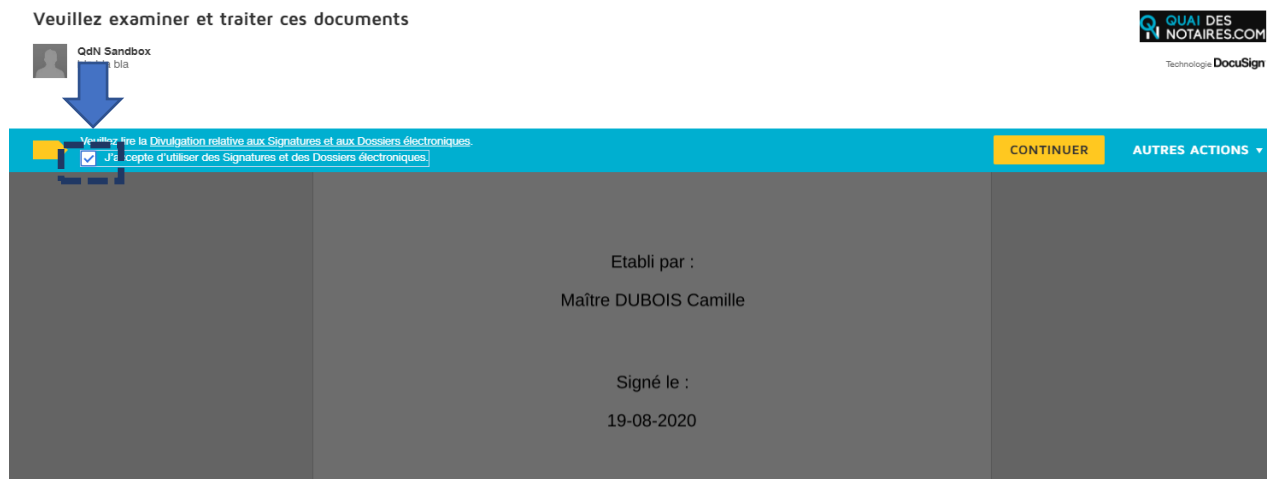 Veuillez examiner et traiter ces documents
QUAI DES
NOTAIRES.COM
QdN Sandbox
bla
Technologie DocuSign
Veuillez lire la Divulgation relative aux Signatures et aux Dossiers électroniques.
J'accepte d'utiliser des Signatures et des Dossiers électroniques.
CONTINUER
AUTRES ACTIONS
Etabli par :
Maître DUBOIS Camille
Signé le :
19-08-2020